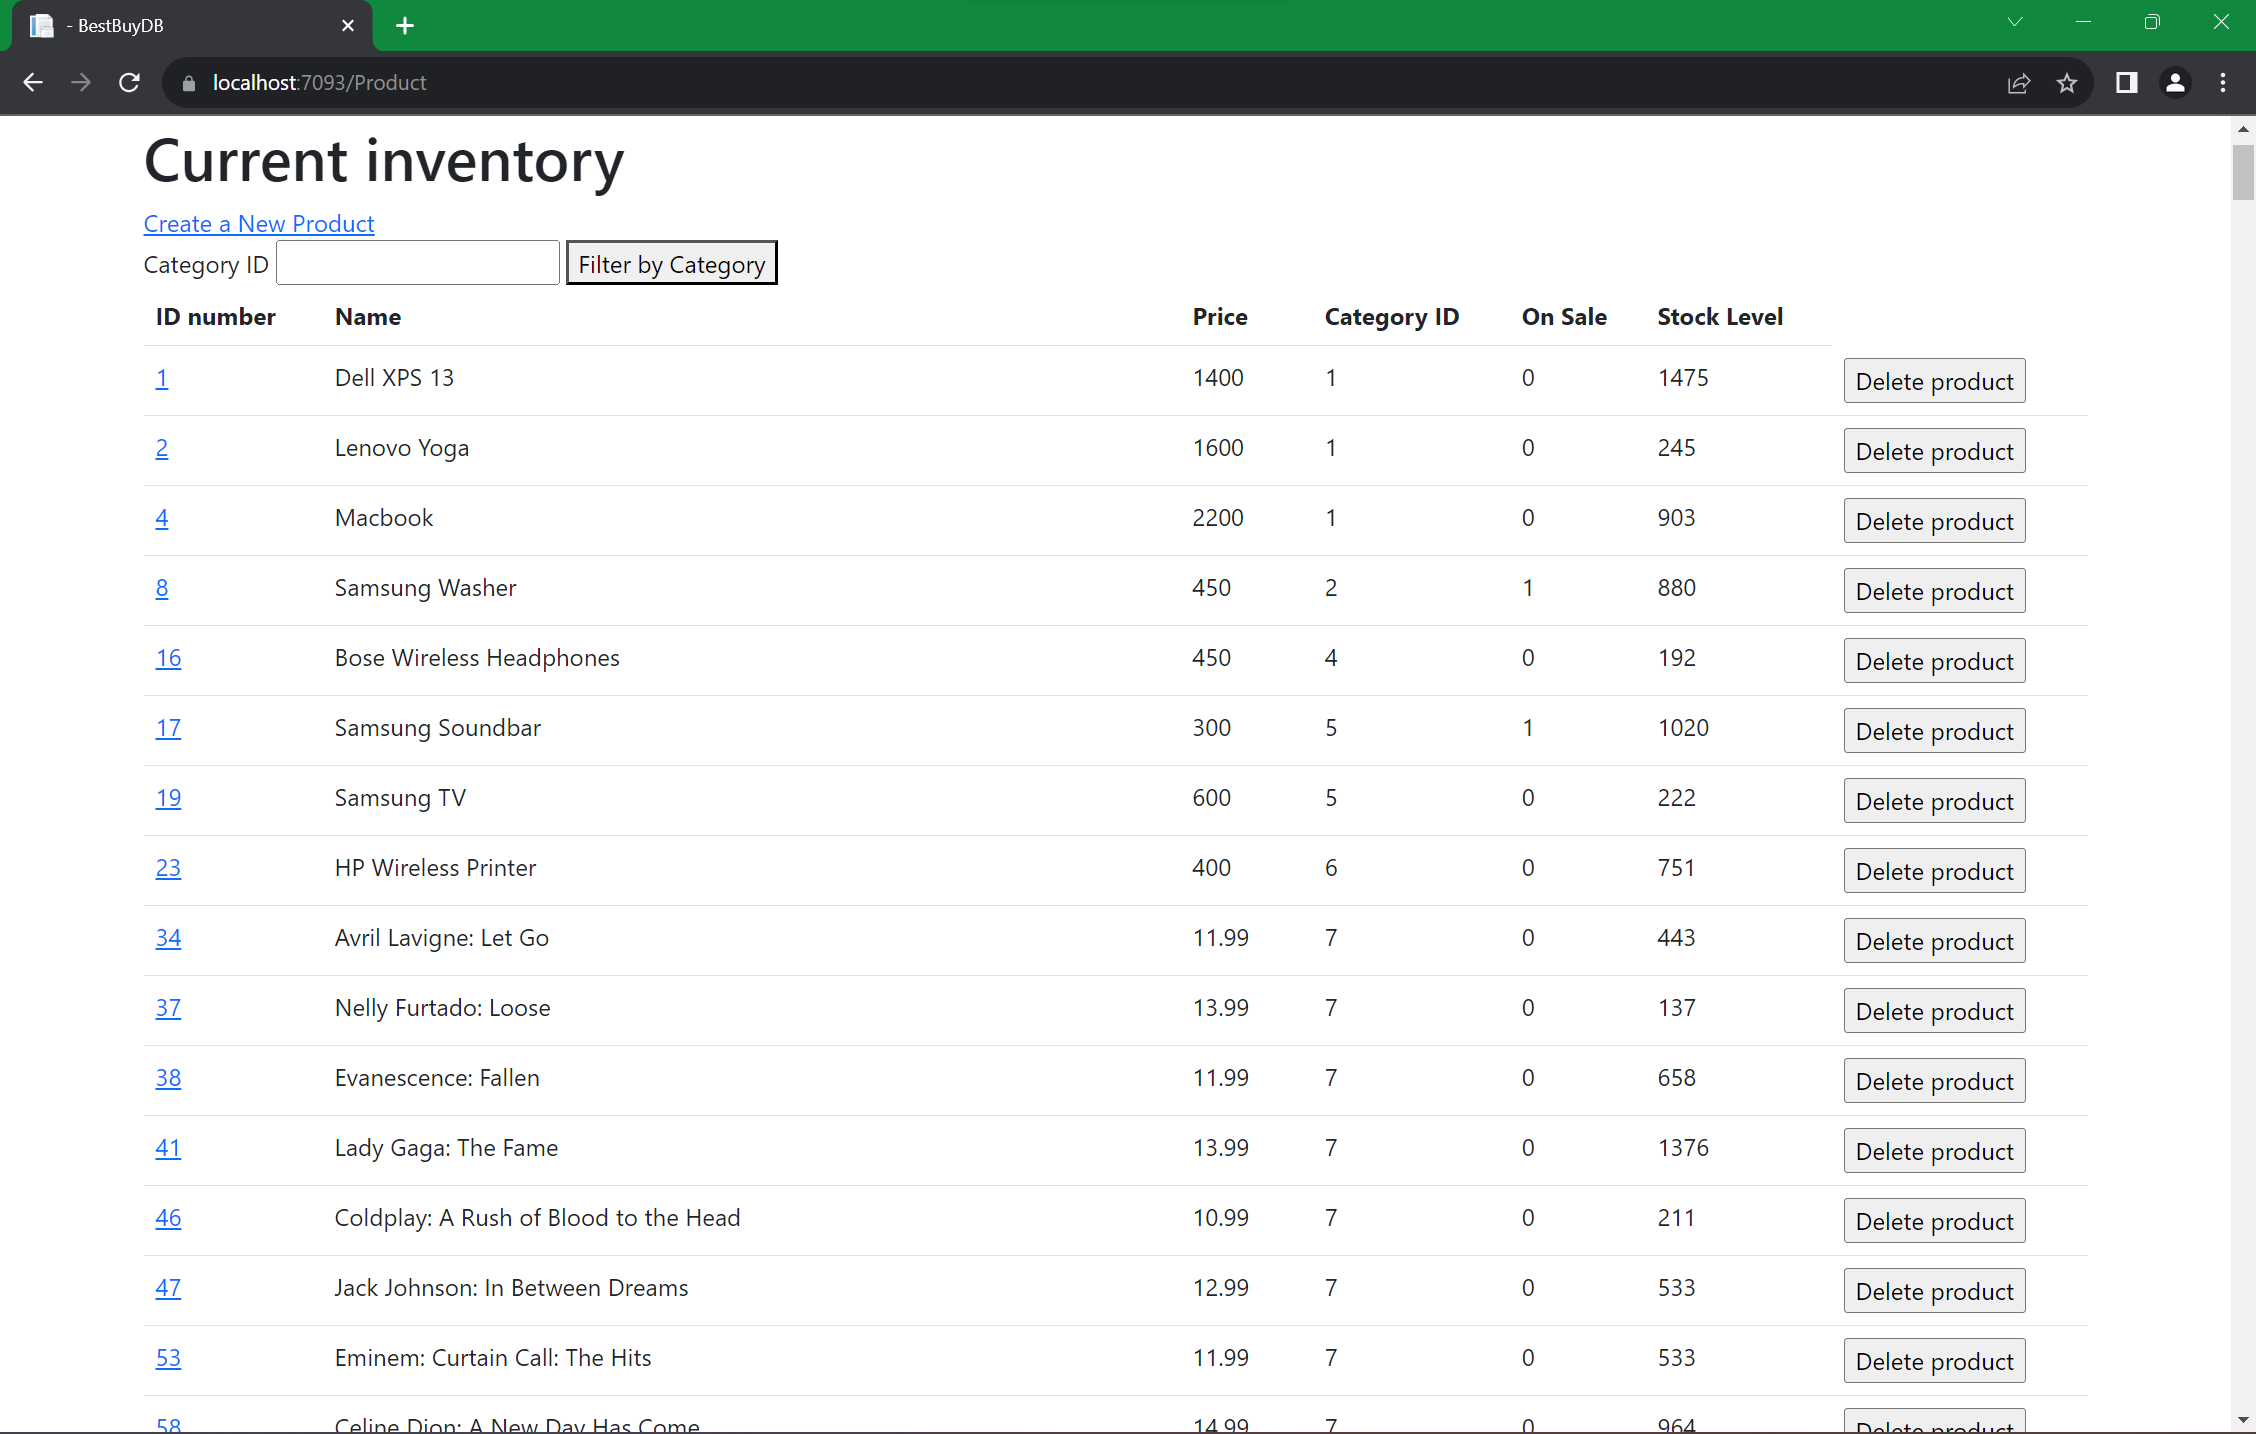 - BestBuyDB
localhost:7093/Product
Current inventory
Create a New Product
Category ID Filter by Category
ID number Name Price Category ID On Sale Stock Level
1 Dell XPS 13 1400 1 0 1475 Delete product
2 Lenovo Yoga 1600 1 0 245 Delete product
4 Macbook 2200 1 0 903 Delete product
8 Samsung Washer 450 2 1 880 Delete product
16 Bose Wireless Headphones 450 4 0 192 Delete product
17 Samsung Soundbar 300 5 1 1020 Delete product
19 Samsung TV 600 5 0 222 Delete product
23 HP Wireless Printer 400 6 0 751 Delete product
34 Avril Lavigne: Let Go 11.99 7 0 443 Delete product
37 Nelly Furtado: Loose 13.99 7 0 137 Delete product
38 Evanescence: Fallen 11.99 7 0 658 Delete product
41 Lady Gaga: The Fame 13.99 7 0 1376 Delete product
46 Coldplay: A Rush of Blood to the Head 10.99 7 0 211 Delete product
47 Jack Johnson: In Between Dreams 12.99 7 0 533 Delete product
53 Eminem: Curtain Call: The Hits 11.99 7 0 533 Delete product
58 Celine Dion: A New Day Has Come 14.99 7 0 964 Delete product